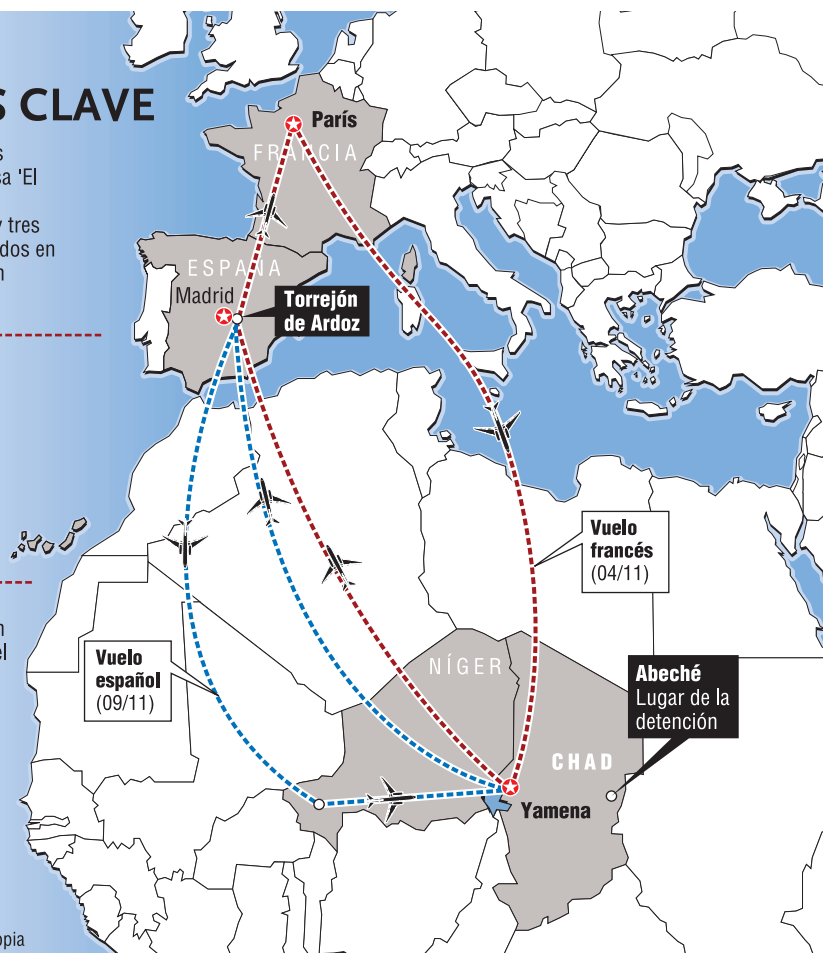 S CLAVE
s
sa 'El
y tres
dos en
n
n
el
opia
París
FRANCIA
ESPAÑA
Madrid
Torrejón
de Ardoz
Vuelo
francés
(04/11)
Vuelo
español
(09/11)
NÍGER
Abeché
Lugar de la
detención
CHAD
Yamena